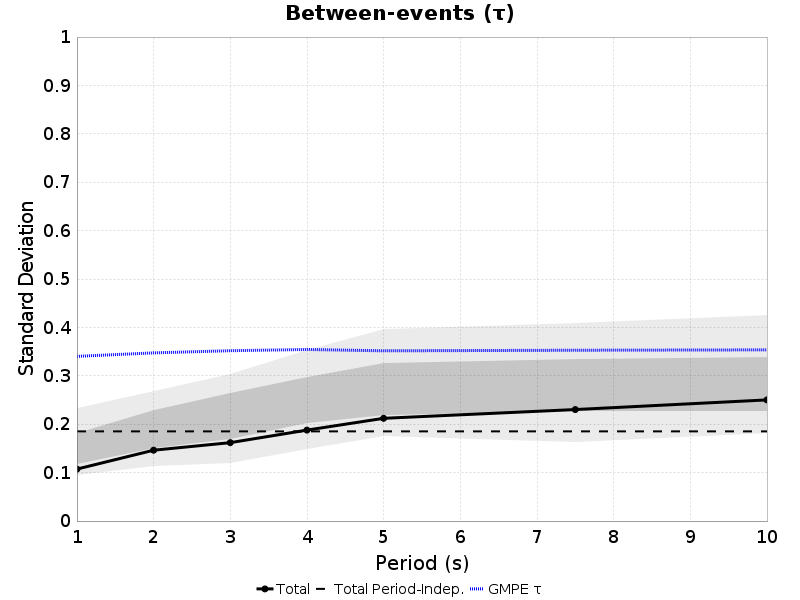 Between-events (τ)
Standard Deviation
1
0.9
0.8
0.7
0.6
0.5
0.4
0.3
0.2
0.1
0
1 2 3 4 5 6 7 8 9 10
Period (s)
Total Total Period-Indep. GMPE τ